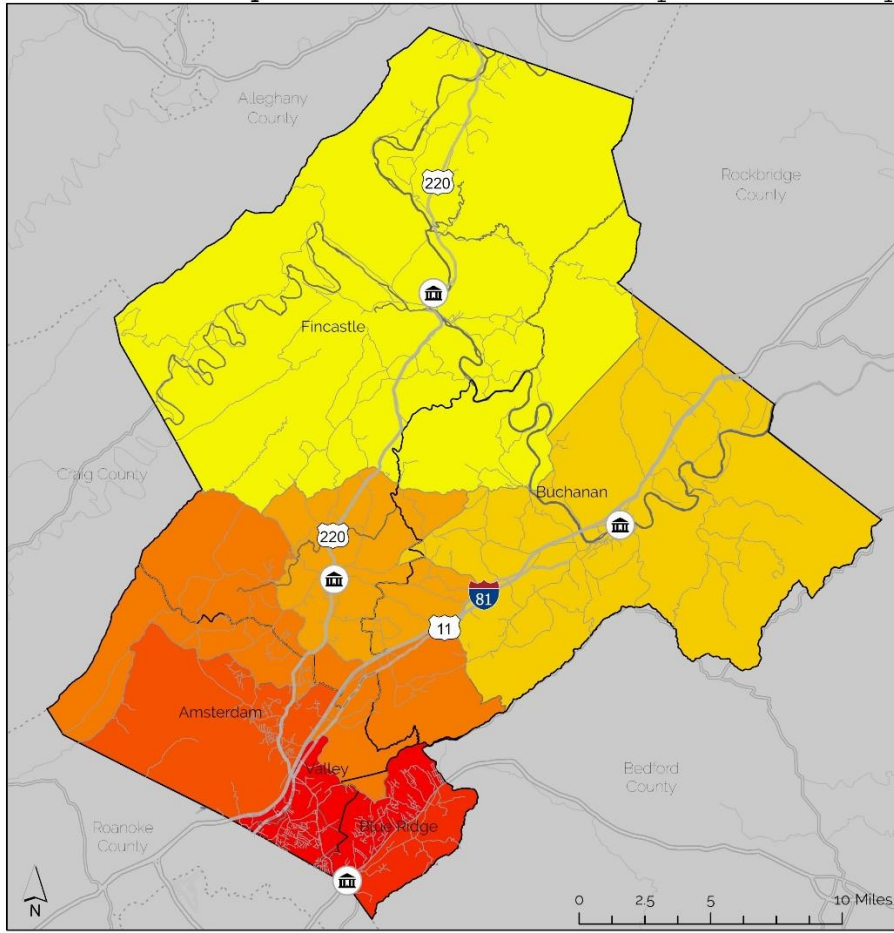 Alleghany
County
Rockbridge
County
220
Fincastle
Craig County
Buchanan
220
81
11
Amsterdam
Valley
Bedford
County
Roanoke
County
Blue Ridge
N
0 2.5 5 10 Miles